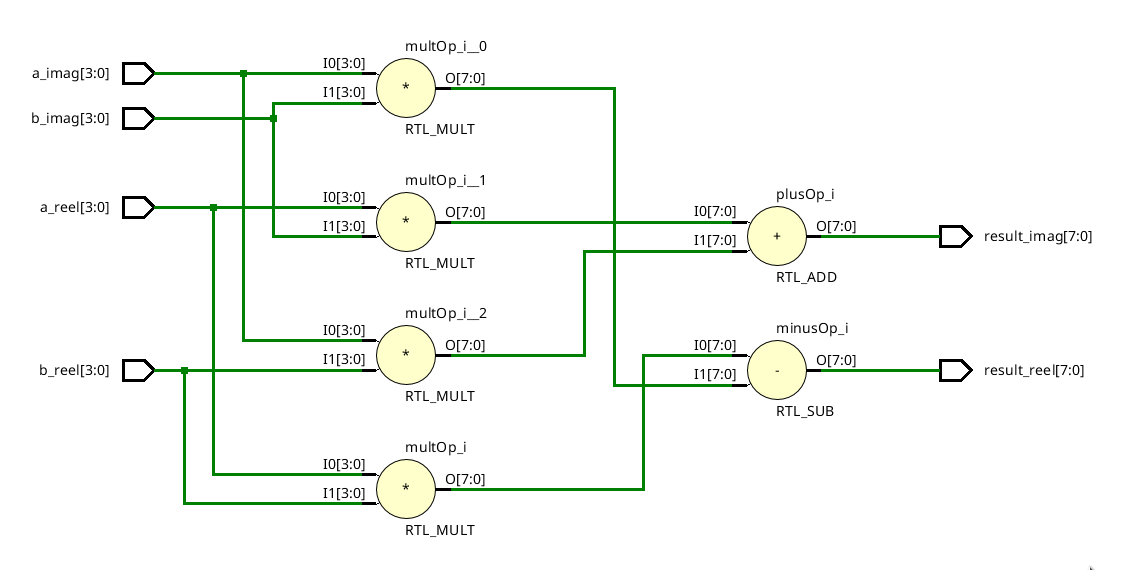 multOp_i__0
a_imag[3:0]
I0[3:0]
O[7:0]
*
I1[3:0]
b_imag[3:0]
RTL_MULT
multOp_i__1
a_reel[3:0]
I0[3:0]
O[7:0]
*
I1[3:0]
RTL_MULT
plusOp_i
I0[7:0]
O[7:0]
+
I1[7:0]
result_imag[7:0]
RTL_ADD
multOp_i__2
I0[3:0]
O[7:0]
*
I1[3:0]
b_reel[3:0]
RTL_MULT
minusOp_i
I0[7:0]
O[7:0]
-
I1[7:0]
result_reel[7:0]
RTL_SUB
multOp_i
I0[3:0]
O[7:0]
*
I1[3:0]
RTL_MULT